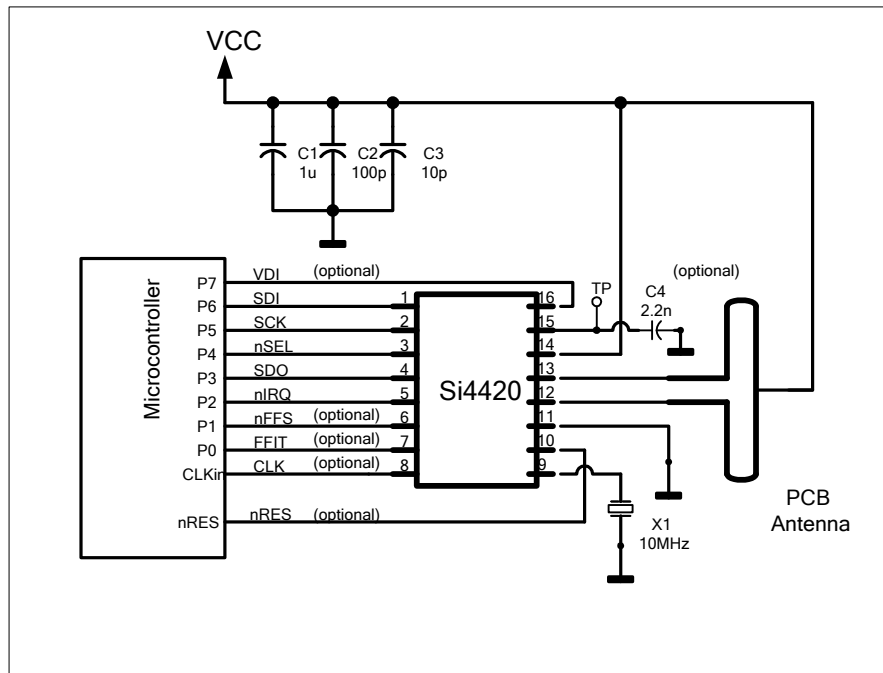 VCC
C1
1u
C2
100p
C3
10p
Microcontroller
P7
P6
P5
P4
P3
P2
P1
P0
CLKin
nRES
VDI (optional)
SDI
SCK
nSEL
SDO
nIRQ
nFFS (optional)
FFIT (optional)
CLK (optional)
nRES (optional)
1
2
3
4
5
6
7
8
Si4420
16
15
14
13
12
11
10
9
TP
(optional)
C4
2.2n
X1
10MHz
PCB
Antenna